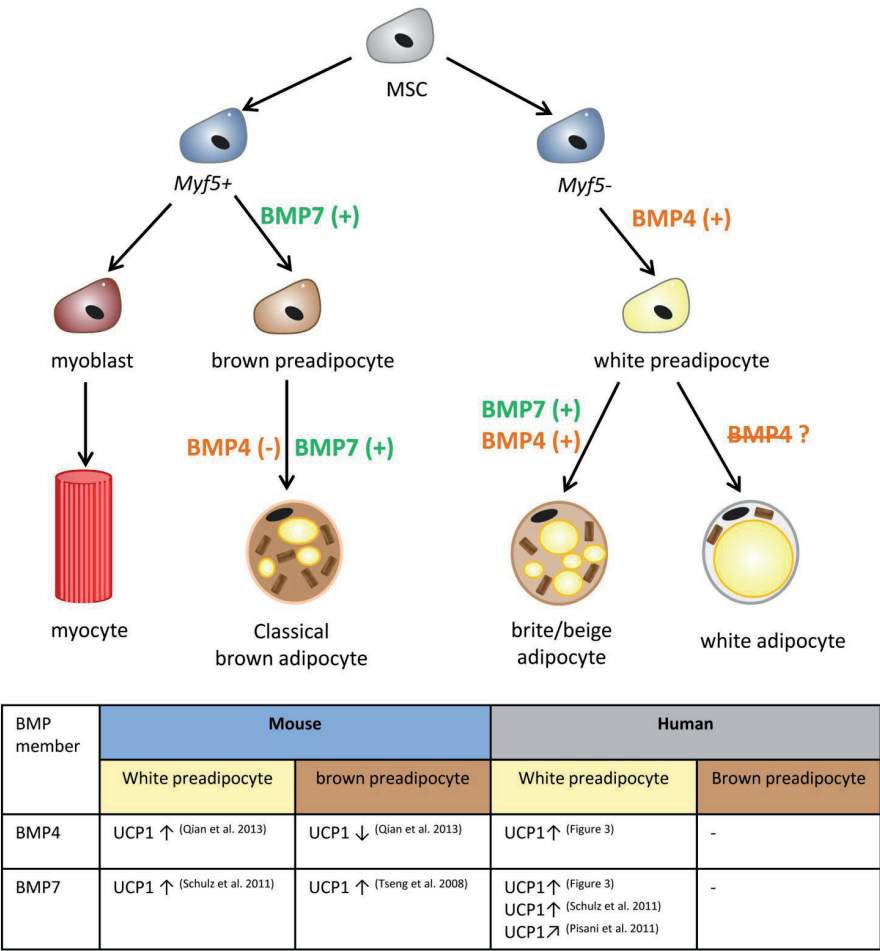 MSC
Myf5+
Myf5-
BMP7 (+)
BMP4 (+)
myoblast
brown preadipocyte
white preadipocyte
BMP4 (-)
BMP7 (+)
BMP7 (+)
BMP4 (+)
BMP4 ?
myocyte
Classical
brown adipocyte
brite/beige
adipocyte
white adipocyte
BMP
member
Mouse
Human
White preadipocyte
brown preadipocyte
White preadipocyte
Brown preadipocyte
BMP4
UCP1 ↑ (Qian et al. 2013)
UCP1 ↓ (Qian et al. 2013)
UCP1↑ (Figure 3)
-
BMP7
UCP1 ↑ (Schulz et al. 2011)
UCP1 ↑ (Tseng et al. 2008)
UCP1↑ (Figure 3)
UCP1↑ (Schulz et al. 2011)
UCP1↗ (Pisani et al. 2011)
-